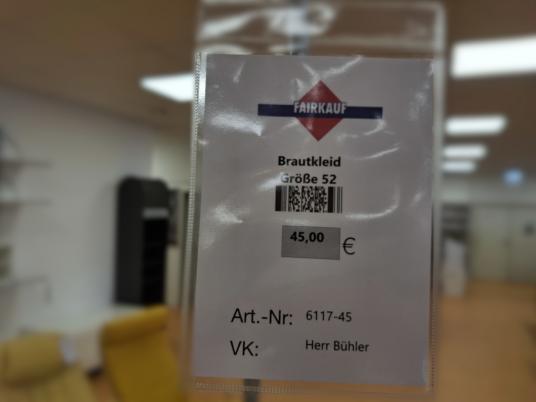 FAIRKAUF
Brautkleid
Größe 52
45,00 €
Art.-Nr: 6117-45
VK: Herr Bühler